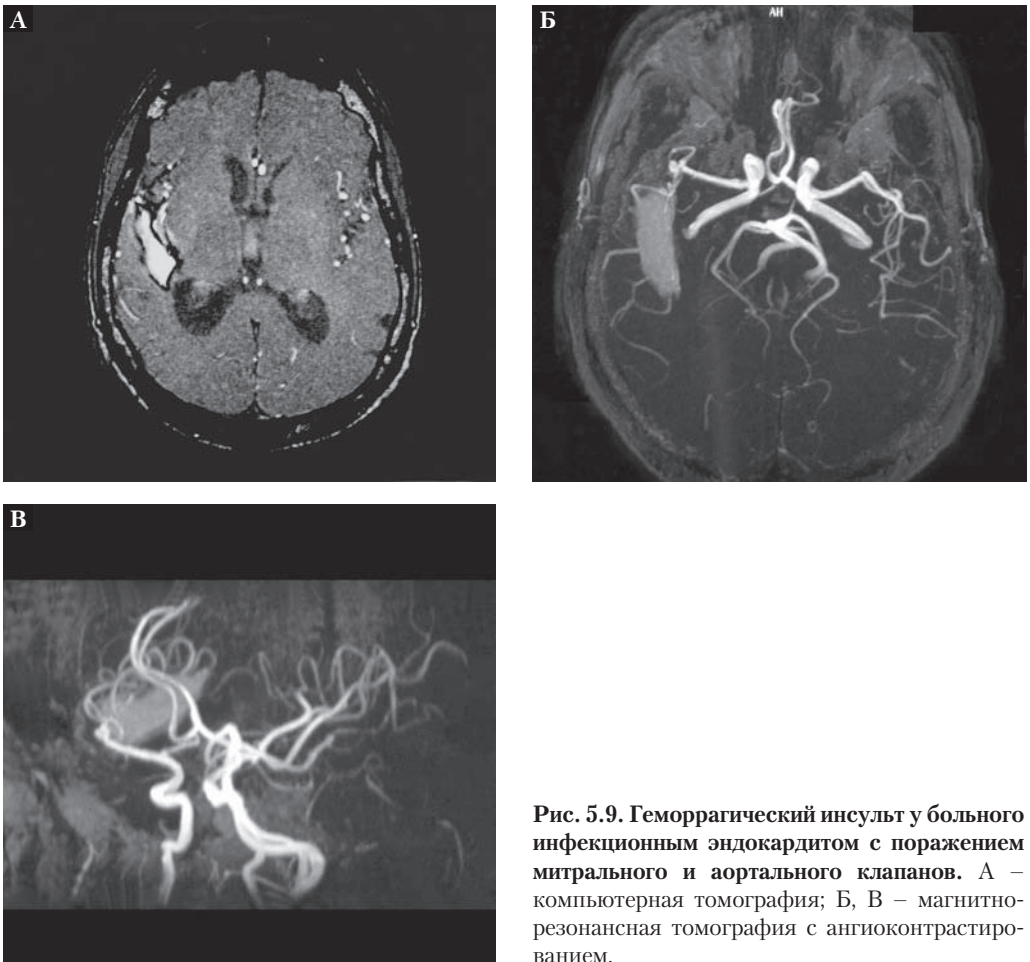 А
Б
АН
В
Рис. 5.9. Геморрагический инсульт у больного
инфекционным эндокардитом с поражением
митрального и аортального клапанов. А –
компьютерная томография; Б, В – магнитно-
резонансная томография с ангиоконтрастиро-
ванием.